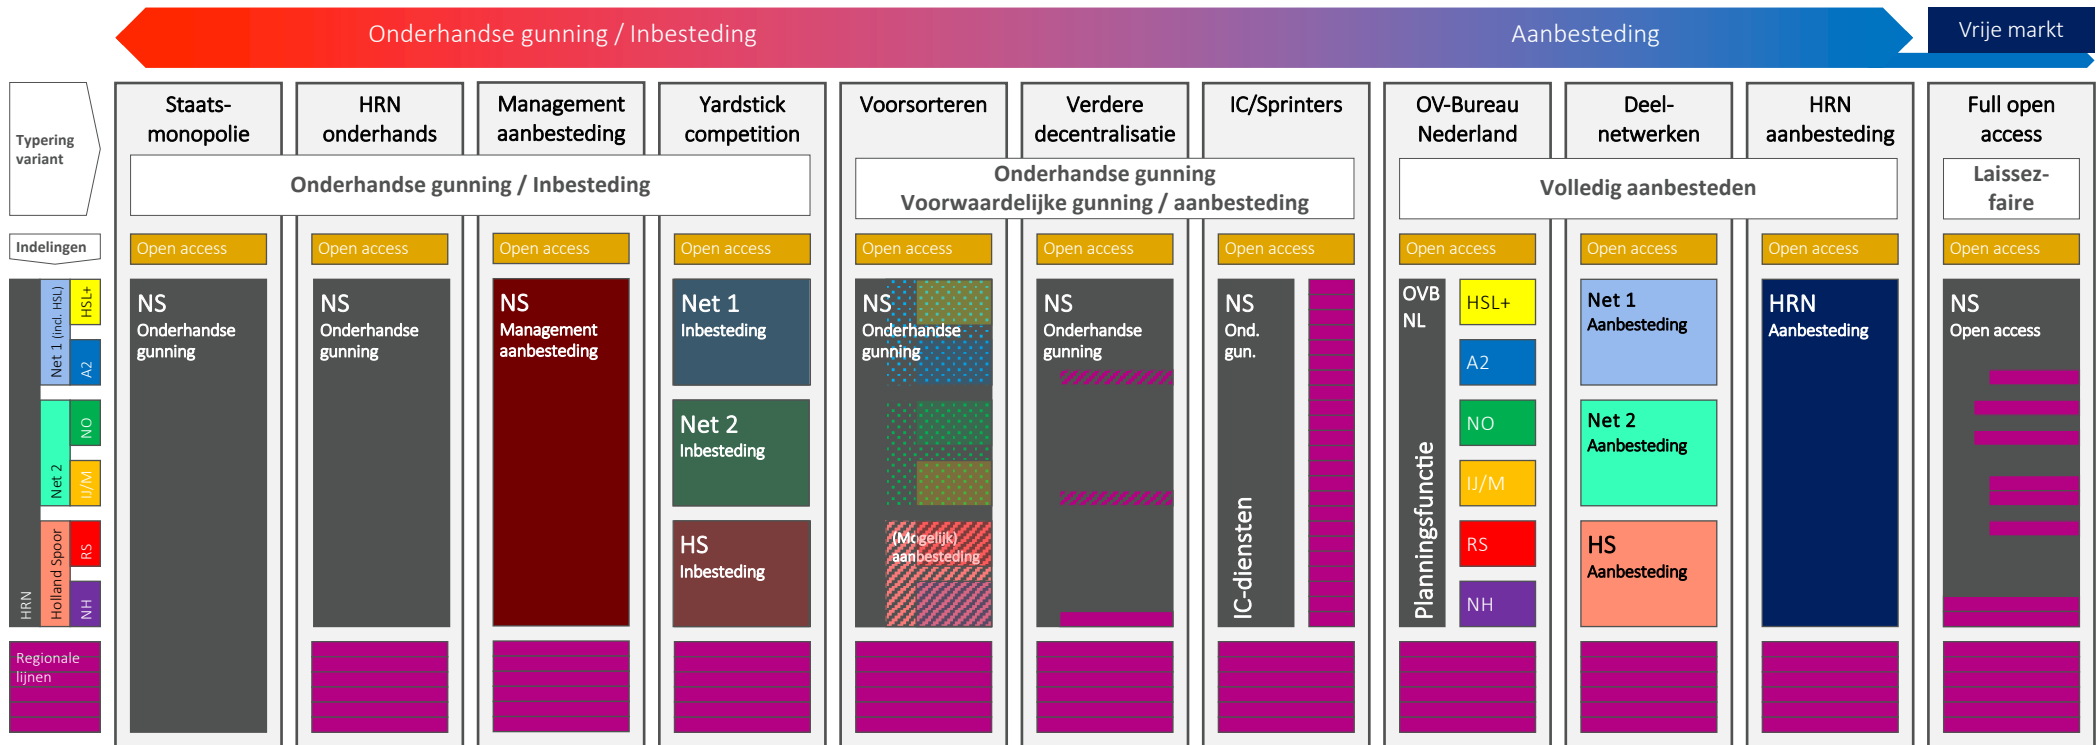 Onderhandse gunning / Inbesteding
Aanbesteding
Vrije markt
Typering
variant
Staats-
monopolie
HRN
onderhands
Management
aanbesteding
Yardstick
competition
Voorsorteren
Verdere
decentralisatie
IC/Sprinters
OV-Bureau
Nederland
Deel-
netwerken
HRN
aanbesteding
Full open
access
Onderhandse gunning / Inbesteding
Onderhandse gunning
Voorwaardelijke gunning / aanbesteding
Volledig aanbesteden
Laissez-
faire
Indelingen
Open access
Open access
Open access
Open access
Open access
Open access
Open access
Open access
Open access
Open access
Open access
HRN
Net 1 (incl. HSL)
Net 2
Holland Spoor
HSL+
A2
NO
IJ/M
RS
NH
Regionale
lijnen
NS
Onderhandse
gunning
NS
Onderhandse
gunning
NS
Management
aanbesteding
Net 1
Inbesteding
Net 2
Inbesteding
HS
Inbesteding
NS
Onderhandse
gunning
(Mogelijk)
aanbesteding
NS
Onderhandse
gunning
NS
Ond.
gun.
IC-diensten
OVB
NL
Planningsfunctie
HSL+
A2
NO
IJ/M
RS
NH
Net 1
Aanbesteding
Net 2
Aanbesteding
HS
Aanbesteding
HRN
Aanbesteding
NS
Open access